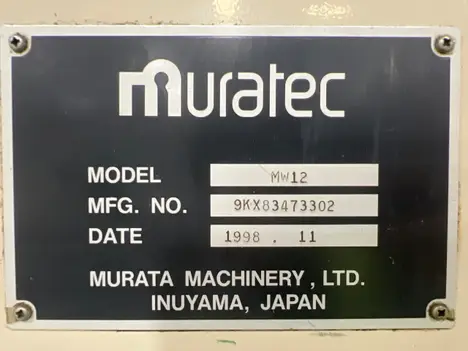 muratec
MODEL MW12
MFG. NO. 9KX83473302
DATE 1998 . 11
MURATA MACHINERY , LTD.
INUYAMA, JAPAN